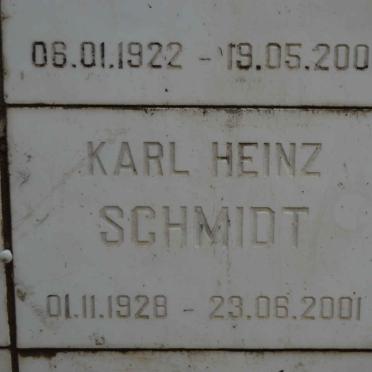 06.01.1922 - 19.05.200
KARL HEINZ
SCHMIDT
01.11.1928 - 23.06.2001